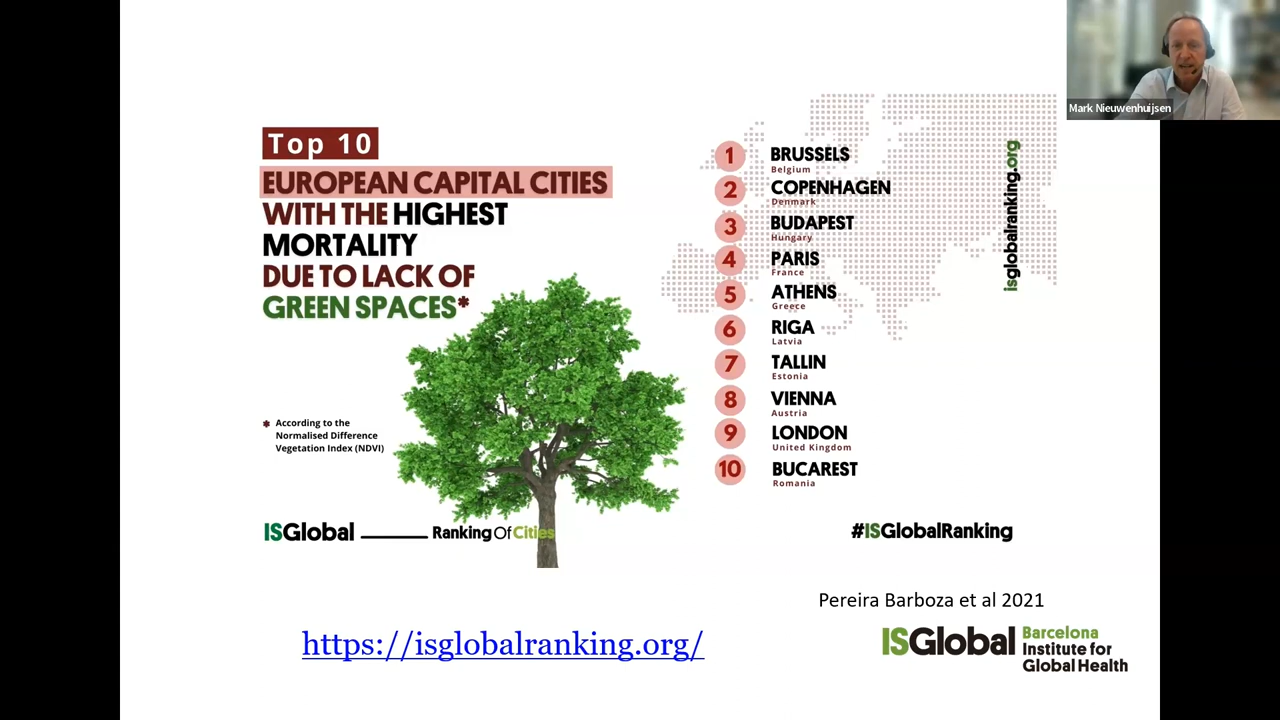 Mark Nieuwenhuijsen
Top 10
EUROPEAN CAPITAL CITIES
WITH THE HIGHEST
MORTALITY
DUE TO LACK OF
GREEN SPACES*
* According to the
Normalised Difference
Vegetation Index (NDVI)
ISGlobal
RankingOfCities
1 BRUSSELS
Belgium
2 COPENHAGEN
Denmark
3 BUDAPEST
Hungary
4 PARIS
France
5 ATHENS
Greece
6 RIGA
Latvia
7 TALLIN
Estonia
8 VIENNA
Austria
9 LONDON
United Kingdom
10 BUCAREST
Romania
isglobalranking.org
#ISGlobalRanking
Pereira Barboza et al 2021
https://isglobalranking.org/
ISGlobal
Barcelona
Institute for
Global Health